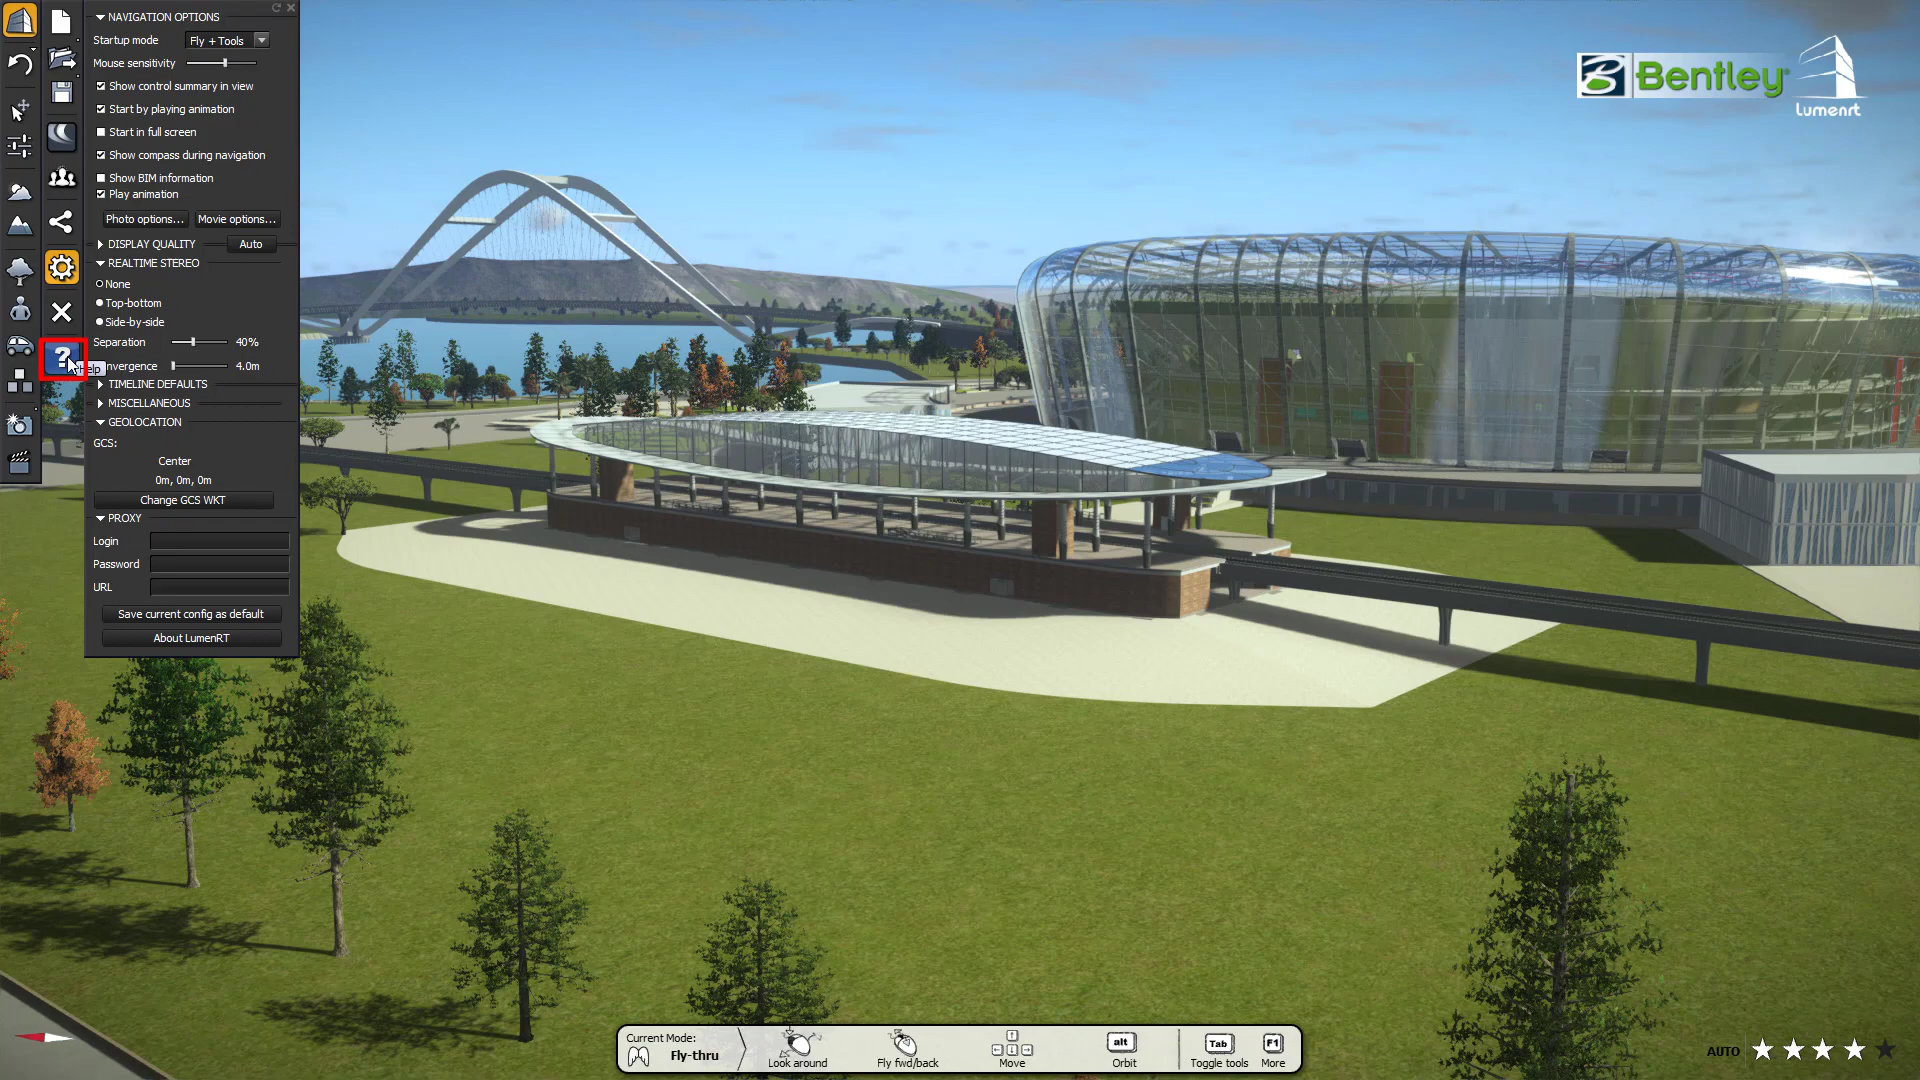 NAVIGATION OPTIONS
Startup mode Fly + Tools
Mouse sensitivity
Show control summary in view
Start by playing animation
Start in full screen
Show compass during navigation
Show BIM information
Play animation
Photo options... Movie options...
DISPLAY QUALITY Auto
REALTIME STEREO
None
Top-bottom
Side-by-side
Separation 40%
? Help nvergence 4.0m
TIMELINE DEFAULTS
MISCELLANEOUS
GEOLOCATION
GCS:
Center
0m, 0m, 0m
Change GCS WKT
PROXY
Login
Password
URL
Save current config as default
About LumenRT
B Bentley
Lumenrt
Current Mode:
Fly-thru
Look around
Fly fwd/back
Move
alt
Orbit
Tab
Toggle tools
F1
More
AUTO